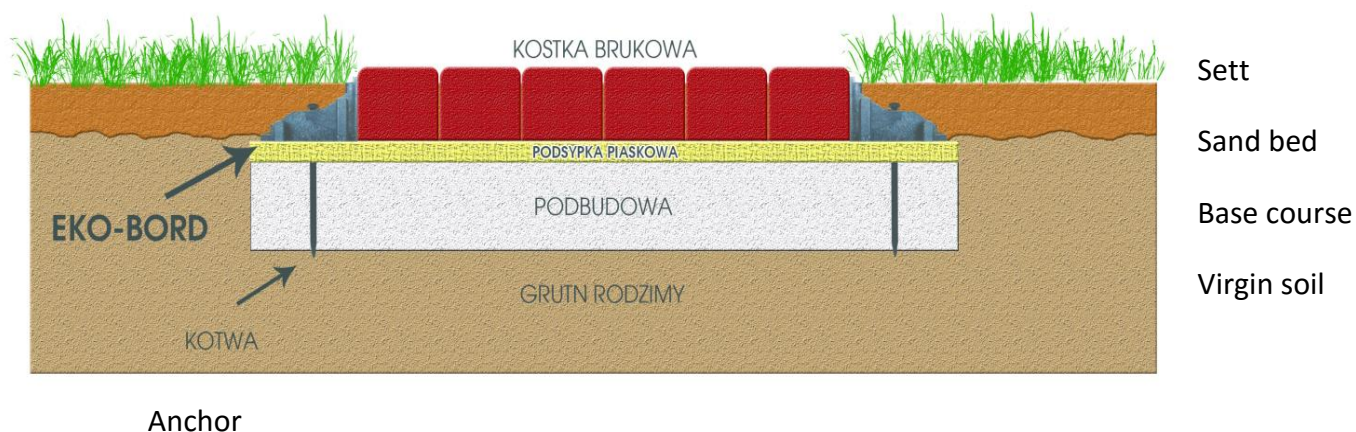 KOSTKA BRUKOWA
Sett
Sand bed
PODSYPKA PIASKOWA
Base course
PODBUDOWA
EKO-BORD
Virgin soil
GRUTN RODZIMY
KOTWA
Anchor